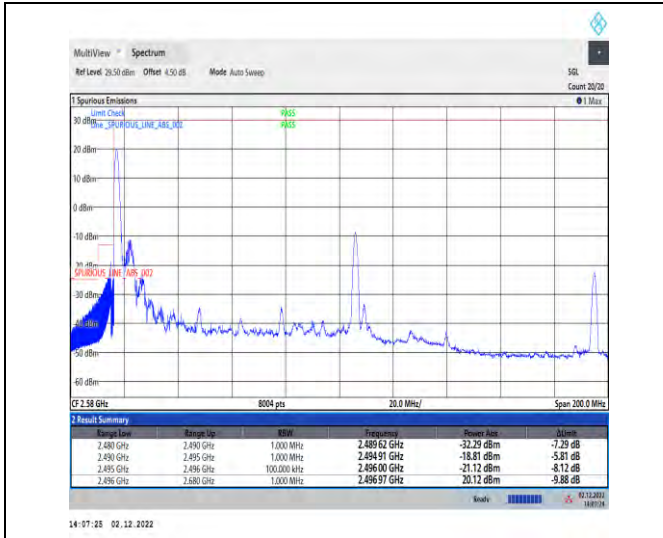 MultiView Spectrum
Ref Level 29.50 dBm Offset 4.50 dB Mode Auto Sweep SGL
Count 20/20
1 Spurious Emissions 1 Max
Limit Check PASS
30 dBm
Line _SPURIOUS_LINE_ABS_002 PASS
20 dBm
10 dBm
0 dBm
-10 dBm
-20 dBm
_SPURIOUS_LINE_ABS_002
-30 dBm
-40 dBm
-50 dBm
-60 dBm
CF 2.58 GHz 8004 pts 20.0 MHz/ Span 200.0 MHz
2 Result Summary
Range Low Range Up RBW Frequency Power Abs ΔLimit
2.480 GHz 2.490 GHz 1.000 MHz 2.489 62 GHz -32.29 dBm -7.29 dB
2.490 GHz 2.495 GHz 1.000 MHz 2.494 91 GHz -18.81 dBm -5.81 dB
2.495 GHz 2.496 GHz 100.000 kHz 2.496 00 GHz -21.12 dBm -8.12 dB
2.496 GHz 2.680 GHz 1.000 MHz 2.496 97 GHz 20.12 dBm -9.88 dB
Ready 02.12.2022
14:07:25 02.12.2022